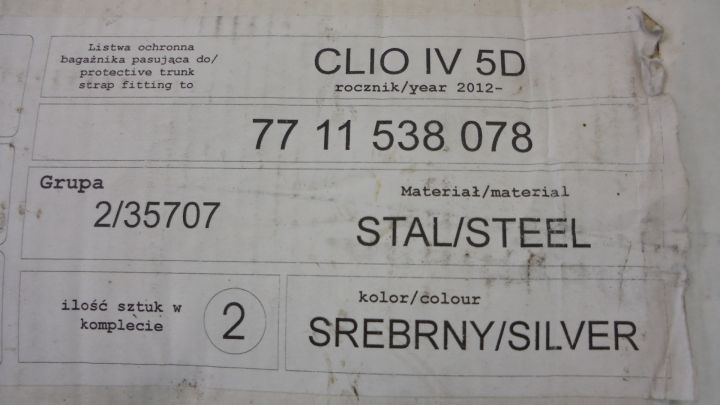 Listwa ochronna
bagażnika pasująca do/
protective trunk
strap fitting to
CLIO IV 5D
rocznik/year 2012-
77 11 538 078
Grupa
2/35707
Materiał/material
STAL/STEEL
ilość sztuk w
komplecie
2
kolor/colour
SREBRNY/SILVER